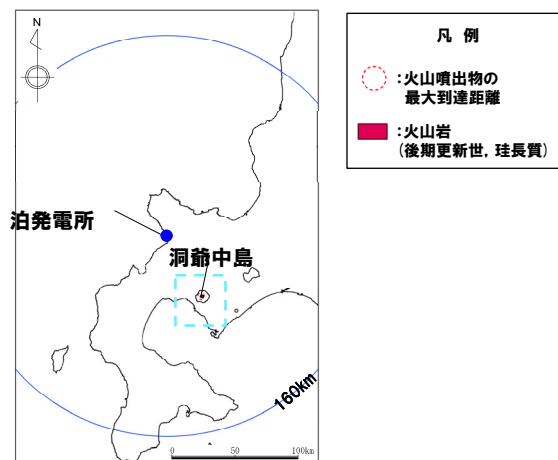 N
泊発電所
洞爺中島
160km
0 50 100km
凡 例
:火山噴出物の
最大到達距離
:火山岩
(後期更新世,珪長質)